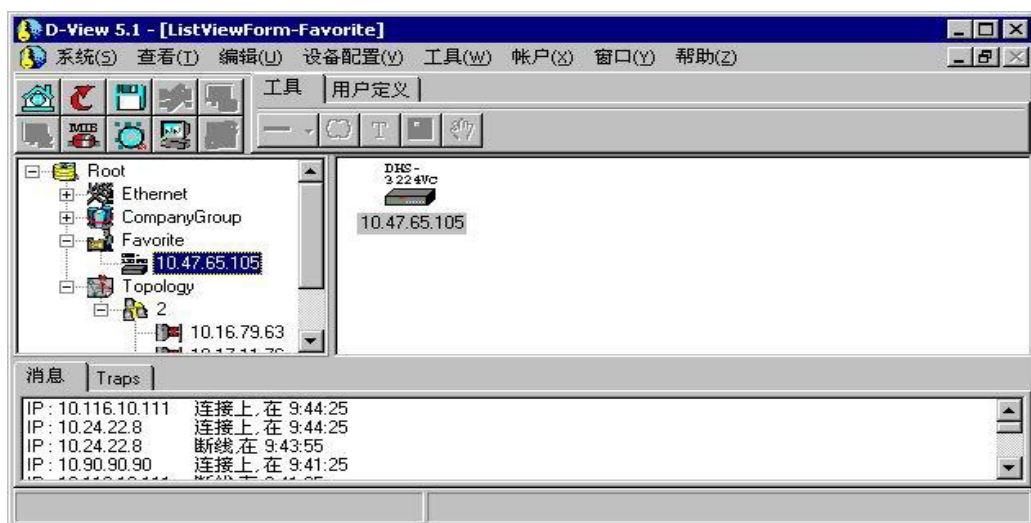 D-View 5.1 - [ListViewForm-Favorite]
系统(S) 查看(T) 编辑(U) 设备配置(V) 工具(W) 帐户(X) 窗口(Y) 帮助(Z)
工具 用户定义
MIB
T
Root
Ethernet
CompanyGroup
Favorite
10.47.65.105
Topology
2
10.16.79.63
DHS-
3224VC
10.47.65.105
消息 Traps
IP : 10.116.10.111 连接上,在 9:44:25
IP : 10.24.22.8 连接上,在 9:44:25
IP : 10.24.22.8 断线,在 9:43:55
IP : 10.90.90.90 连接上,在 9:41:25